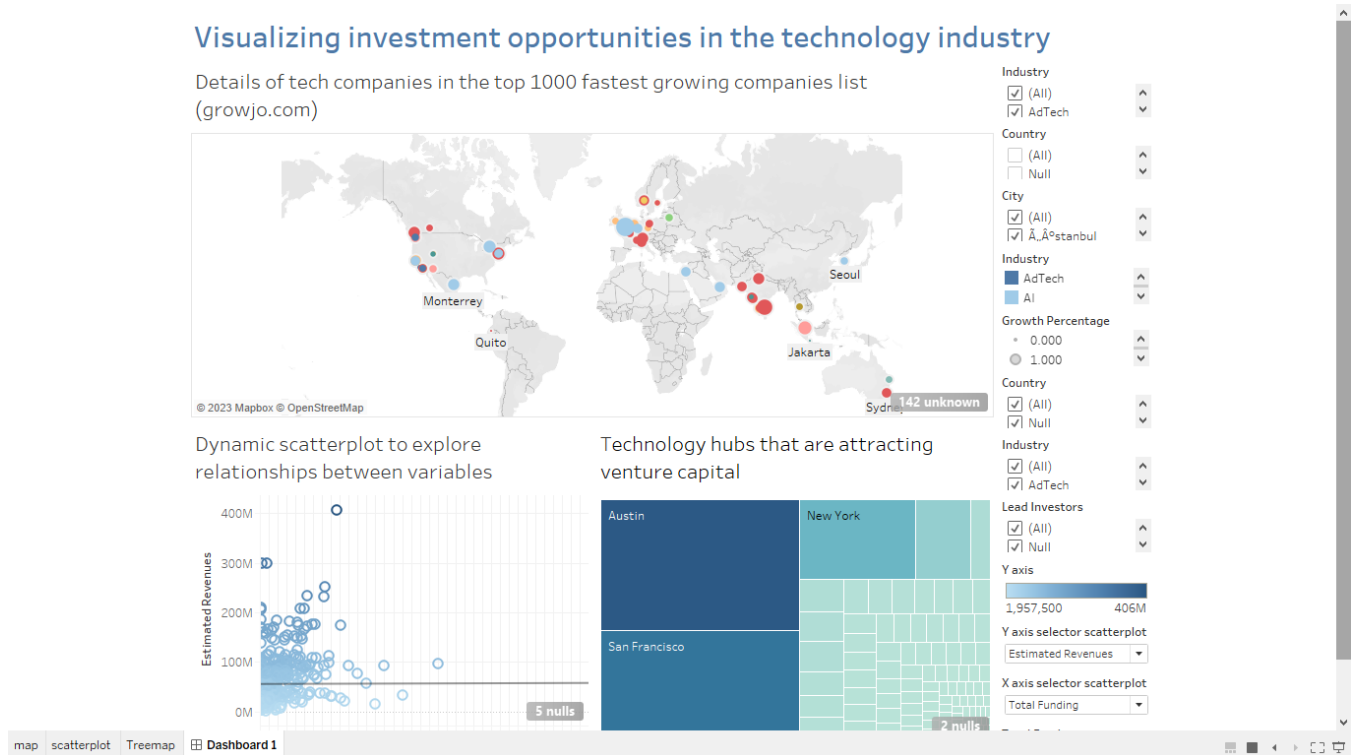 Visualizing investment opportunities in the technology industry
Details of tech companies in the top 1000 fastest growing companies list
(growjo.com)
Monterrey
Quito
Seoul
Jakarta
© 2023 Mapbox © OpenStreetMap
142 unknown
Industry
(All)
AdTech
Country
(All)
Null
City
(All)
Ã„Âºstanbul
Industry
AdTech
AI
Growth Percentage
0.000
1.000
Country
(All)
Null
Industry
(All)
AdTech
Lead Investors
(All)
Null
Y axis
1,957,500 406M
Y axis selector scatterplot
Estimated Revenues
X axis selector scatterplot
Total Funding
Dynamic scatterplot to explore
relationships between variables
Estimated Revenues
400M
300M
200M
100M
0M
5 nulls
Technology hubs that are attracting
venture capital
Austin
New York
San Francisco
2 nulls
map scatterplot Treemap Dashboard 1